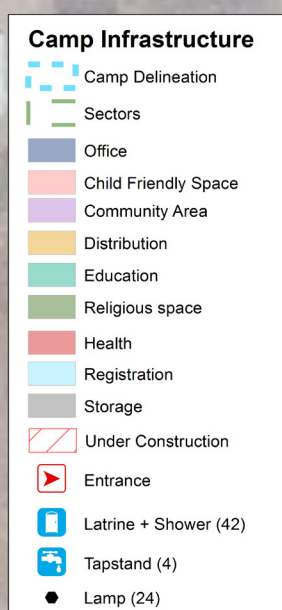 Camp Infrastructure
Camp Delineation
Sectors
Office
Child Friendly Space
Community Area
Distribution
Education
Religious space
Health
Registration
Storage
Under Construction
Entrance
Latrine + Shower (42)
Tapstand (4)
Lamp (24)